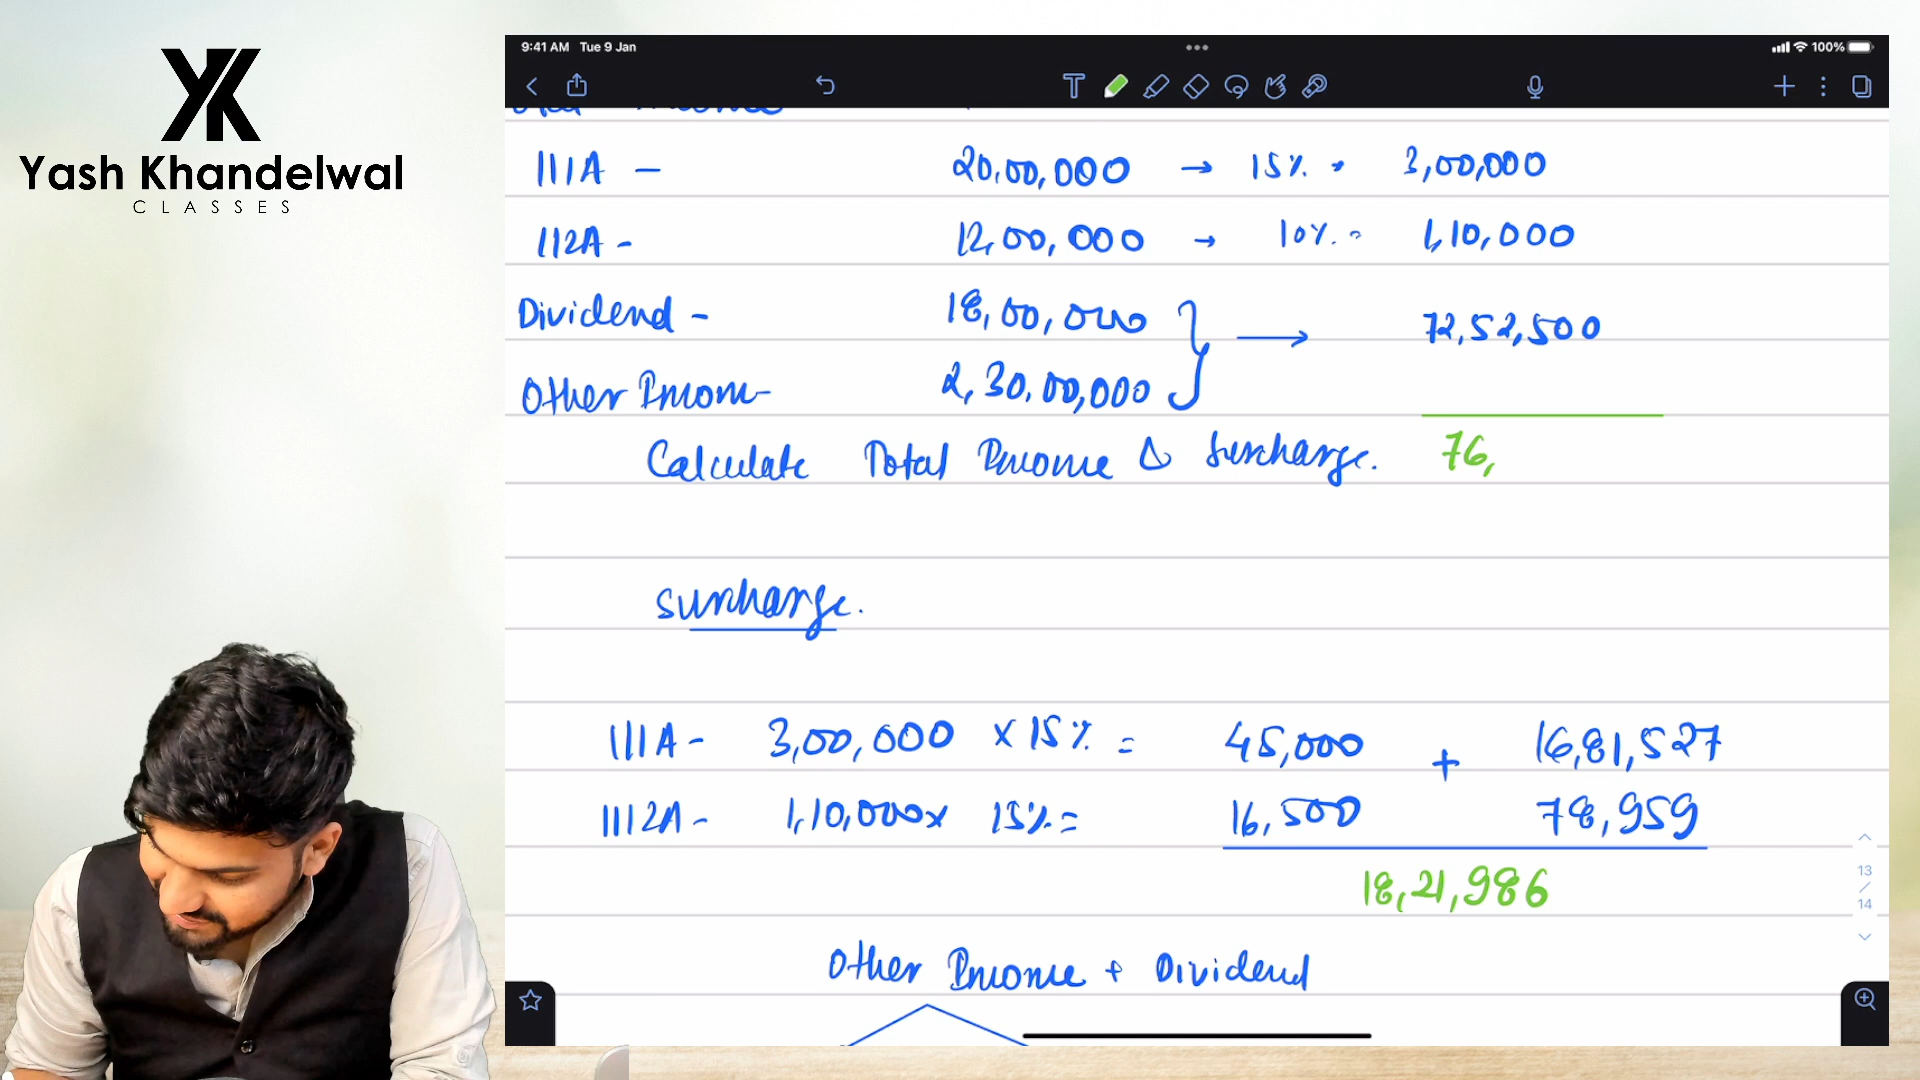 YK
Yash Khandelwal
CLASSES
9:41 AM Tue 9 Jan
100%
111A - 20,00,000 → 15% = 3,00,000
112A - 12,00,000 → 10% = 1,10,000
Dividend - 18,00,000
72,52,500
Other Income - 2,30,00,000
Calculate Total Income & Surcharge. 76,
Surcharge.
111A - 3,00,000 × 15% = 45,000 + 16,81,527
1112A - 1,10,000 × 15% = 16,500 78,959
18,21,986
Other Income + Dividend
13
/
14